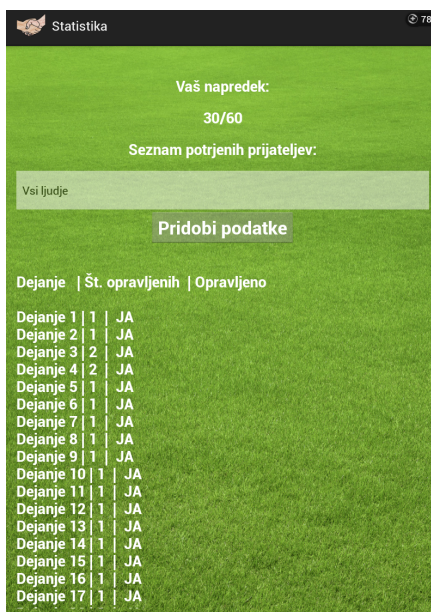 Statistika
78
Vaš napredek:
30/60
Seznam potrjenih prijateljev:
Vsi ljudje
Pridobi podatke
Dejanje | Št. opravljenih | Opravljeno
Dejanje 1 | 1 | JA
Dejanje 2 | 1 | JA
Dejanje 3 | 2 | JA
Dejanje 4 | 2 | JA
Dejanje 5 | 1 | JA
Dejanje 6 | 1 | JA
Dejanje 7 | 1 | JA
Dejanje 8 | 1 | JA
Dejanje 9 | 1 | JA
Dejanje 10 | 1 | JA
Dejanje 11 | 1 | JA
Dejanje 12 | 1 | JA
Dejanje 13 | 1 | JA
Dejanje 14 | 1 | JA
Dejanje 15 | 1 | JA
Dejanje 16 | 1 | JA
Dejanje 17 | 1 | JA